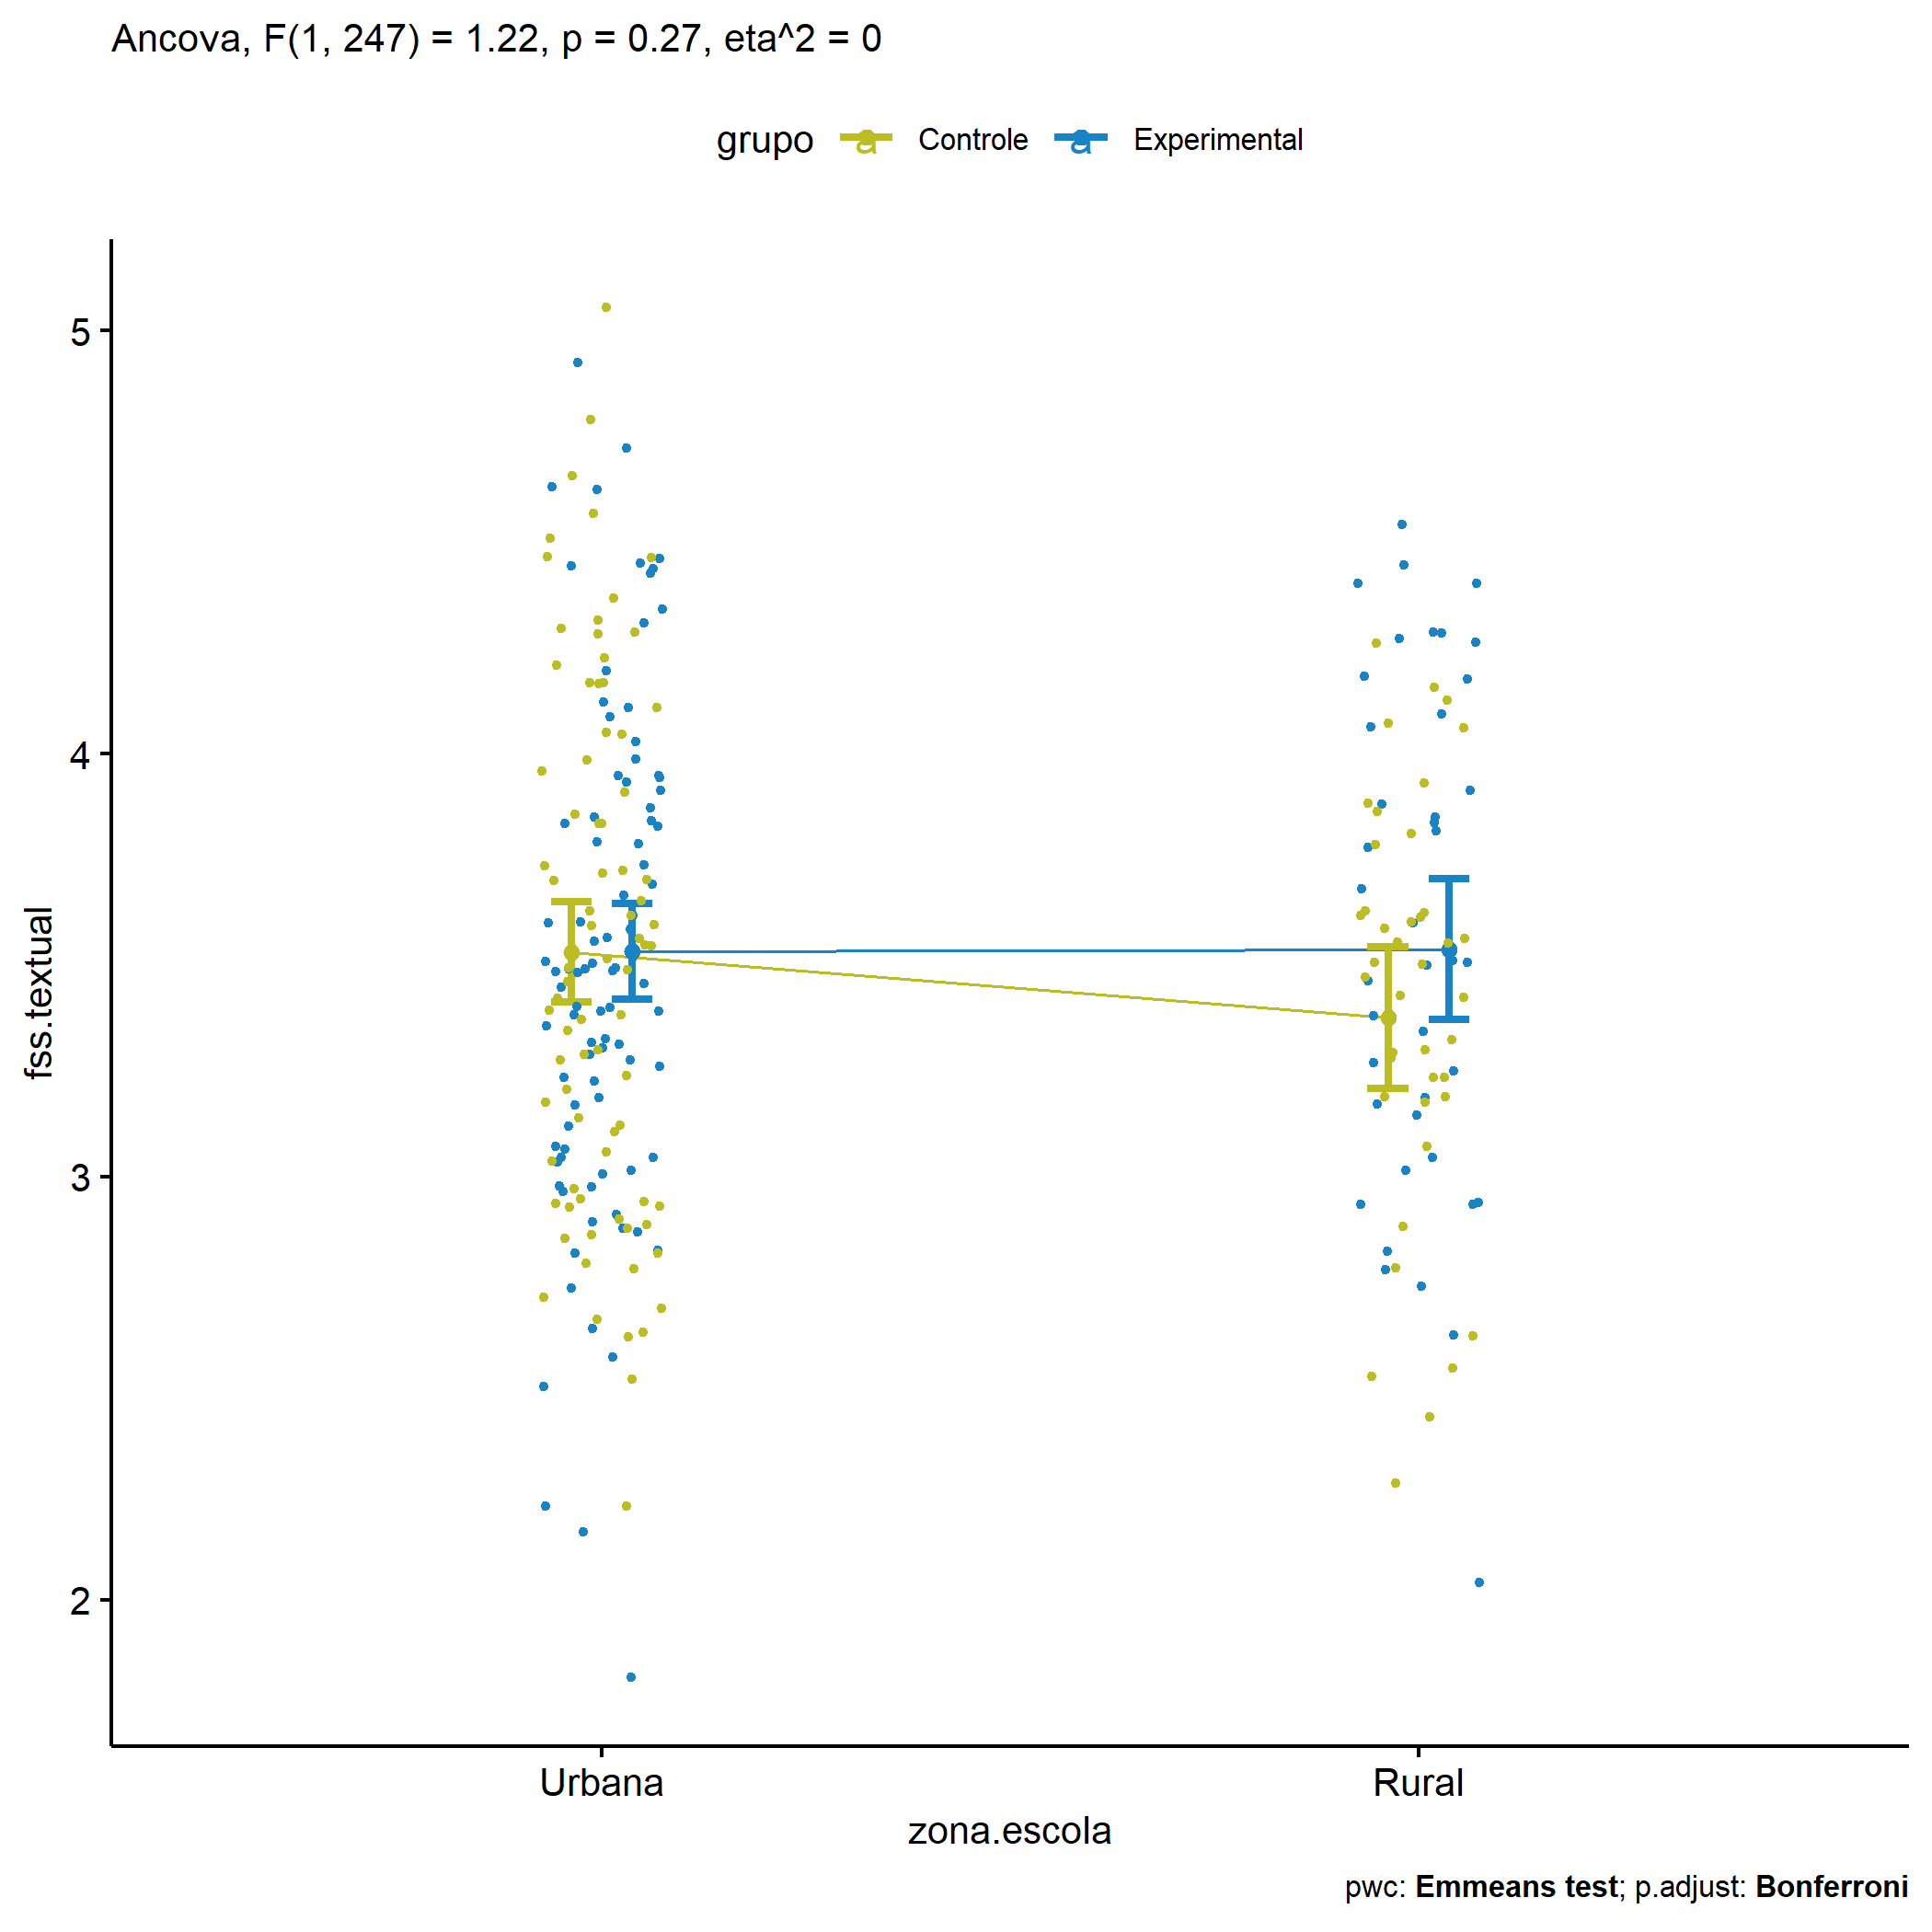 Ancova, F(1, 247) = 1.22, p = 0.27, eta^2 = 0
grupo a Controle a Experimental
5
4
3
2
fss.textual
Urbana Rural
zona.escola
pwc: Emmeans test; p.adjust: Bonferroni